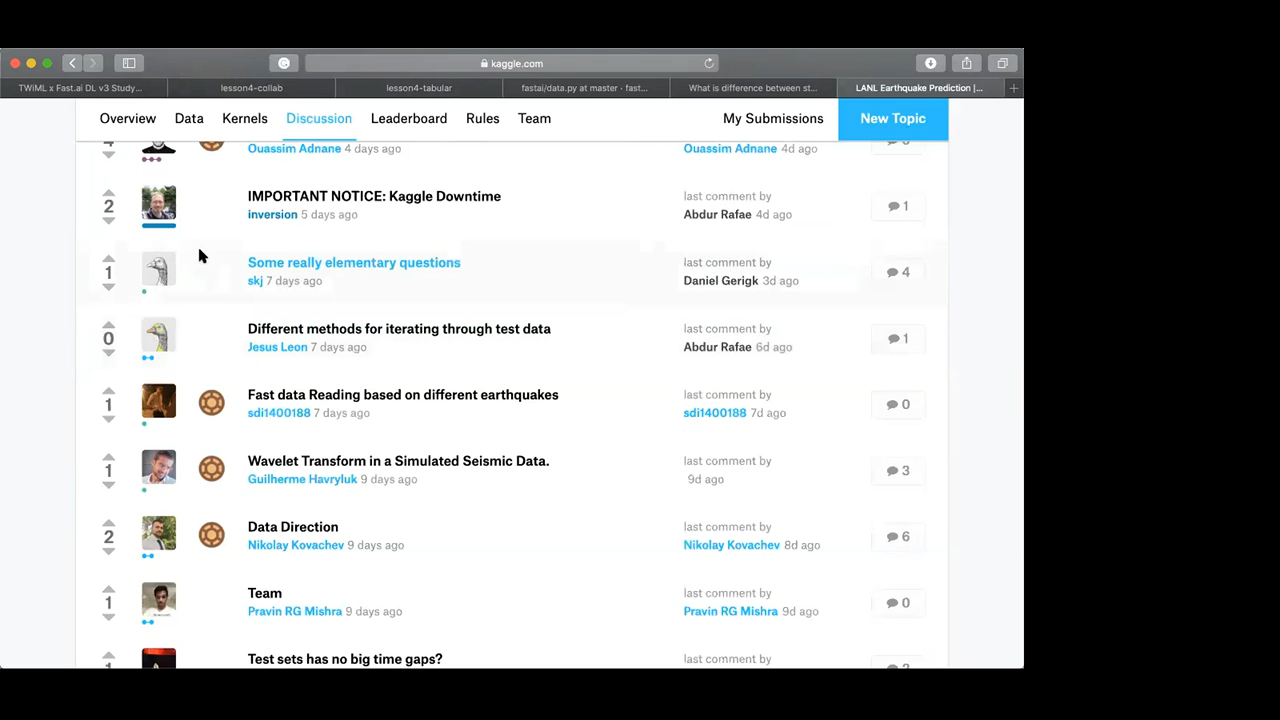 kaggle.com
TWiML x Fast.ai DL v3 Study...
lesson4-collab
lesson4-tabular
fastai/data.py at master · fast...
What is difference between st...
LANL Earthquake Prediction |...
Overview
Data
Kernels
Discussion
Leaderboard
Rules
Team
My Submissions
New Topic
Ouassim Adnane 4 days ago
Ouassim Adnane 4d ago
2
IMPORTANT NOTICE: Kaggle Downtime
inversion 5 days ago
last comment by
Abdur Rafae 4d ago
1
1
Some really elementary questions
skj 7 days ago
last comment by
Daniel Gerigk 3d ago
4
0
Different methods for iterating through test data
Jesus Leon 7 days ago
last comment by
Abdur Rafae 6d ago
1
1
Fast data Reading based on different earthquakes
sdi1400188 7 days ago
last comment by
sdi1400188 7d ago
0
1
Wavelet Transform in a Simulated Seismic Data.
Guilherme Havryluk 9 days ago
last comment by
9d ago
3
2
Data Direction
Nikolay Kovachev 9 days ago
last comment by
Nikolay Kovachev 8d ago
6
1
Team
Pravin RG Mishra 9 days ago
last comment by
Pravin RG Mishra 9d ago
0
Test sets has no big time gaps?
last comment by